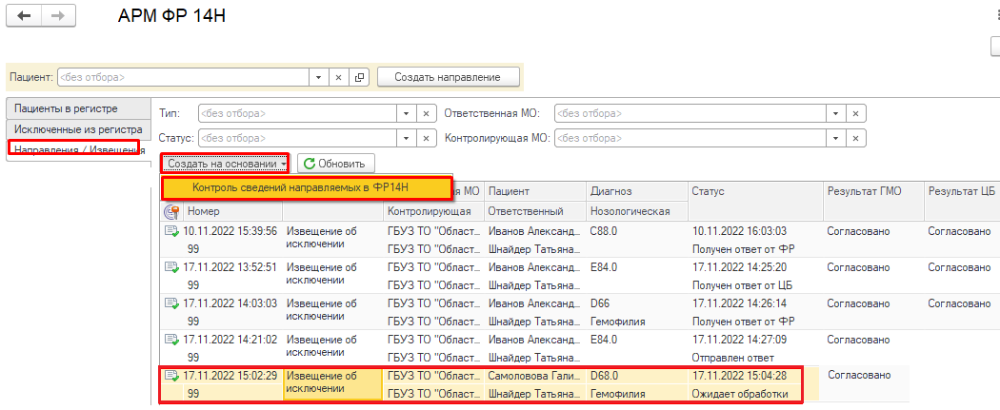 АРМ ФР 14Н
Пациент: <без отбора> Создать направление
Пациенты в регистре
Исключенные из регистра
Направления / Извещения
Тип: <без отбора> Ответственная МО: <без отбора>
Статус: <без отбора> Контролирующая МО: <без отбора>
Создать на основании Обновить
Контроль сведений направляемых в ФР14Н
ая МО Пациент Диагноз Статус Результат ГМО Результат ЦБ
Номер Контролирующая Ответственный Нозологическая
10.11.2022 15:39:56 Извещение об исключении ГБУЗ ТО "Област... Иванов Александ... C88.0 10.11.2022 16:03:03 Согласовано Согласовано
99 ГБУЗ ТО "Област... Шнайдер Татьяна... Получен ответ от ФР
17.11.2022 13:52:51 Извещение об исключении ГБУЗ ТО "Област... Иванов Александ... E84.0 17.11.2022 14:25:20 Согласовано Согласовано
99 ГБУЗ ТО "Област... Шнайдер Татьяна... Получен ответ от ЦБ
17.11.2022 14:03:03 Извещение об исключении ГБУЗ ТО "Област... Иванов Александ... D66 17.11.2022 14:26:14 Согласовано Согласовано
99 ГБУЗ ТО "Област... Шнайдер Татьяна... Гемофилия Получен ответ от ФР
17.11.2022 14:21:02 Извещение об исключении ГБУЗ ТО "Област... Иванов Александ... E84.0 17.11.2022 14:27:09 Согласовано
99 ГБУЗ ТО "Област... Шнайдер Татьяна... Отправлен ответ
17.11.2022 15:02:29 Извещение об исключении ГБУЗ ТО "Област... Самоловова Гали... D68.0 17.11.2022 15:04:28 Согласовано
99 ГБУЗ ТО "Област... Шнайдер Татьяна... Гемофилия Ожидает обработки